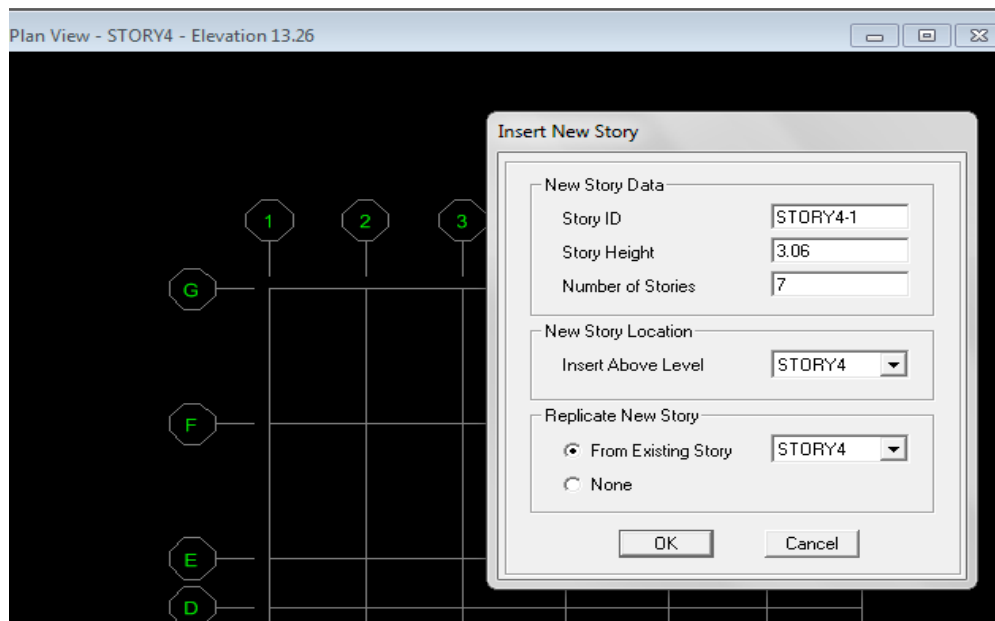 Plan View - STORY4 - Elevation 13.26
Insert New Story
New Story Data
Story ID STORY4-1
Story Height 3.06
Number of Stories 7
New Story Location
Insert Above Level STORY4
Replicate New Story
From Existing Story STORY4
None
OK Cancel
1 2 3
G
F
E
D